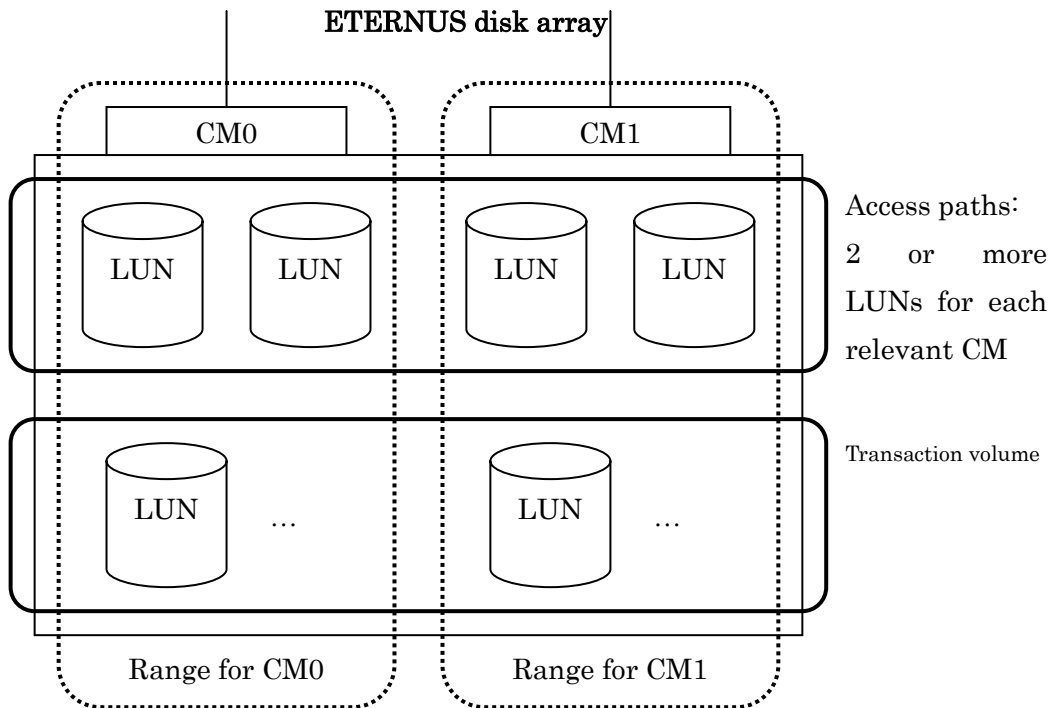 ETERNUS disk array
CM0
CM1
LUN
LUN
LUN
LUN
Access paths:
2 or more
LUNs for each
relevant CM
LUN
…
LUN
…
Transaction volume
Range for CM0
Range for CM1